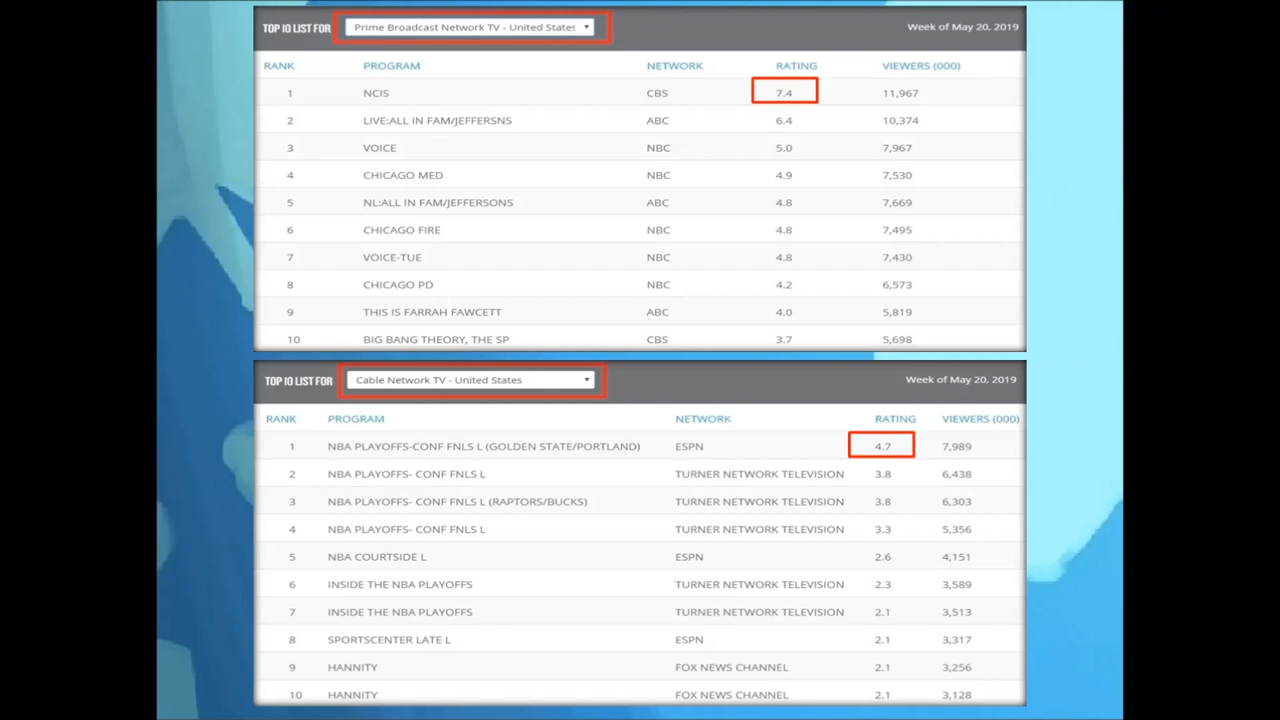 TOP 10 LIST FOR Prime Broadcast Network TV - United States Week of May 20, 2019
RANK PROGRAM NETWORK RATING VIEWERS (000)
1 NCIS CBS 7.4 11,967
2 LIVE:ALL IN FAM/JEFFERSNS ABC 6.4 10,374
3 VOICE NBC 5.0 7,967
4 CHICAGO MED NBC 4.9 7,530
5 NL:ALL IN FAM/JEFFERSONS ABC 4.8 7,669
6 CHICAGO FIRE NBC 4.8 7,495
7 VOICE-TUE NBC 4.8 7,430
8 CHICAGO PD NBC 4.2 6,573
9 THIS IS FARRAH FAWCETT ABC 4.0 5,819
10 BIG BANG THEORY, THE SP CBS 3.7 5,698
TOP 10 LIST FOR Cable Network TV - United States Week of May 20, 2019
RANK PROGRAM NETWORK RATING VIEWERS (000)
1 NBA PLAYOFFS-CONF FNLS L (GOLDEN STATE/PORTLAND) ESPN 4.7 7,989
2 NBA PLAYOFFS- CONF FNLS L TURNER NETWORK TELEVISION 3.8 6,438
3 NBA PLAYOFFS- CONF FNLS L (RAPTORS/BUCKS) TURNER NETWORK TELEVISION 3.8 6,303
4 NBA PLAYOFFS- CONF FNLS L TURNER NETWORK TELEVISION 3.3 5,356
5 NBA COURTSIDE L ESPN 2.6 4,151
6 INSIDE THE NBA PLAYOFFS TURNER NETWORK TELEVISION 2.3 3,589
7 INSIDE THE NBA PLAYOFFS TURNER NETWORK TELEVISION 2.1 3,513
8 SPORTSCENTER LATE L ESPN 2.1 3,317
9 HANNITY FOX NEWS CHANNEL 2.1 3,256
10 HANNITY FOX NEWS CHANNEL 2.1 3,128